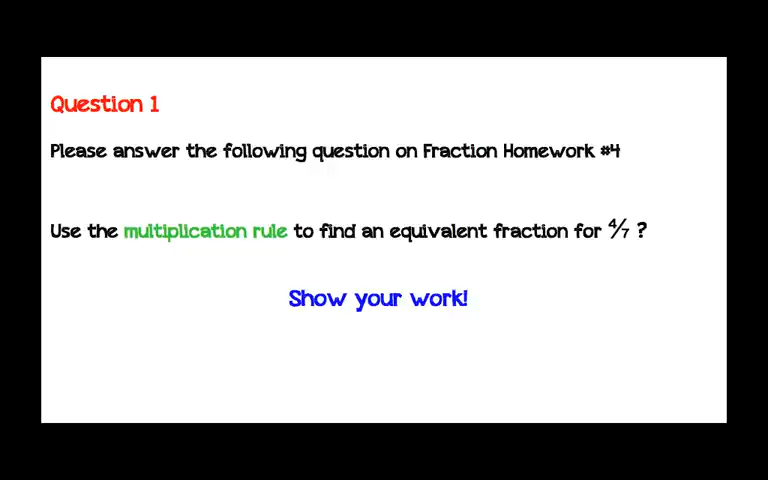 Question 1
Please answer the following question on Fraction Homework #4
Use the multiplication rule to find an equivalent fraction for 4/7 ?
Show your work!